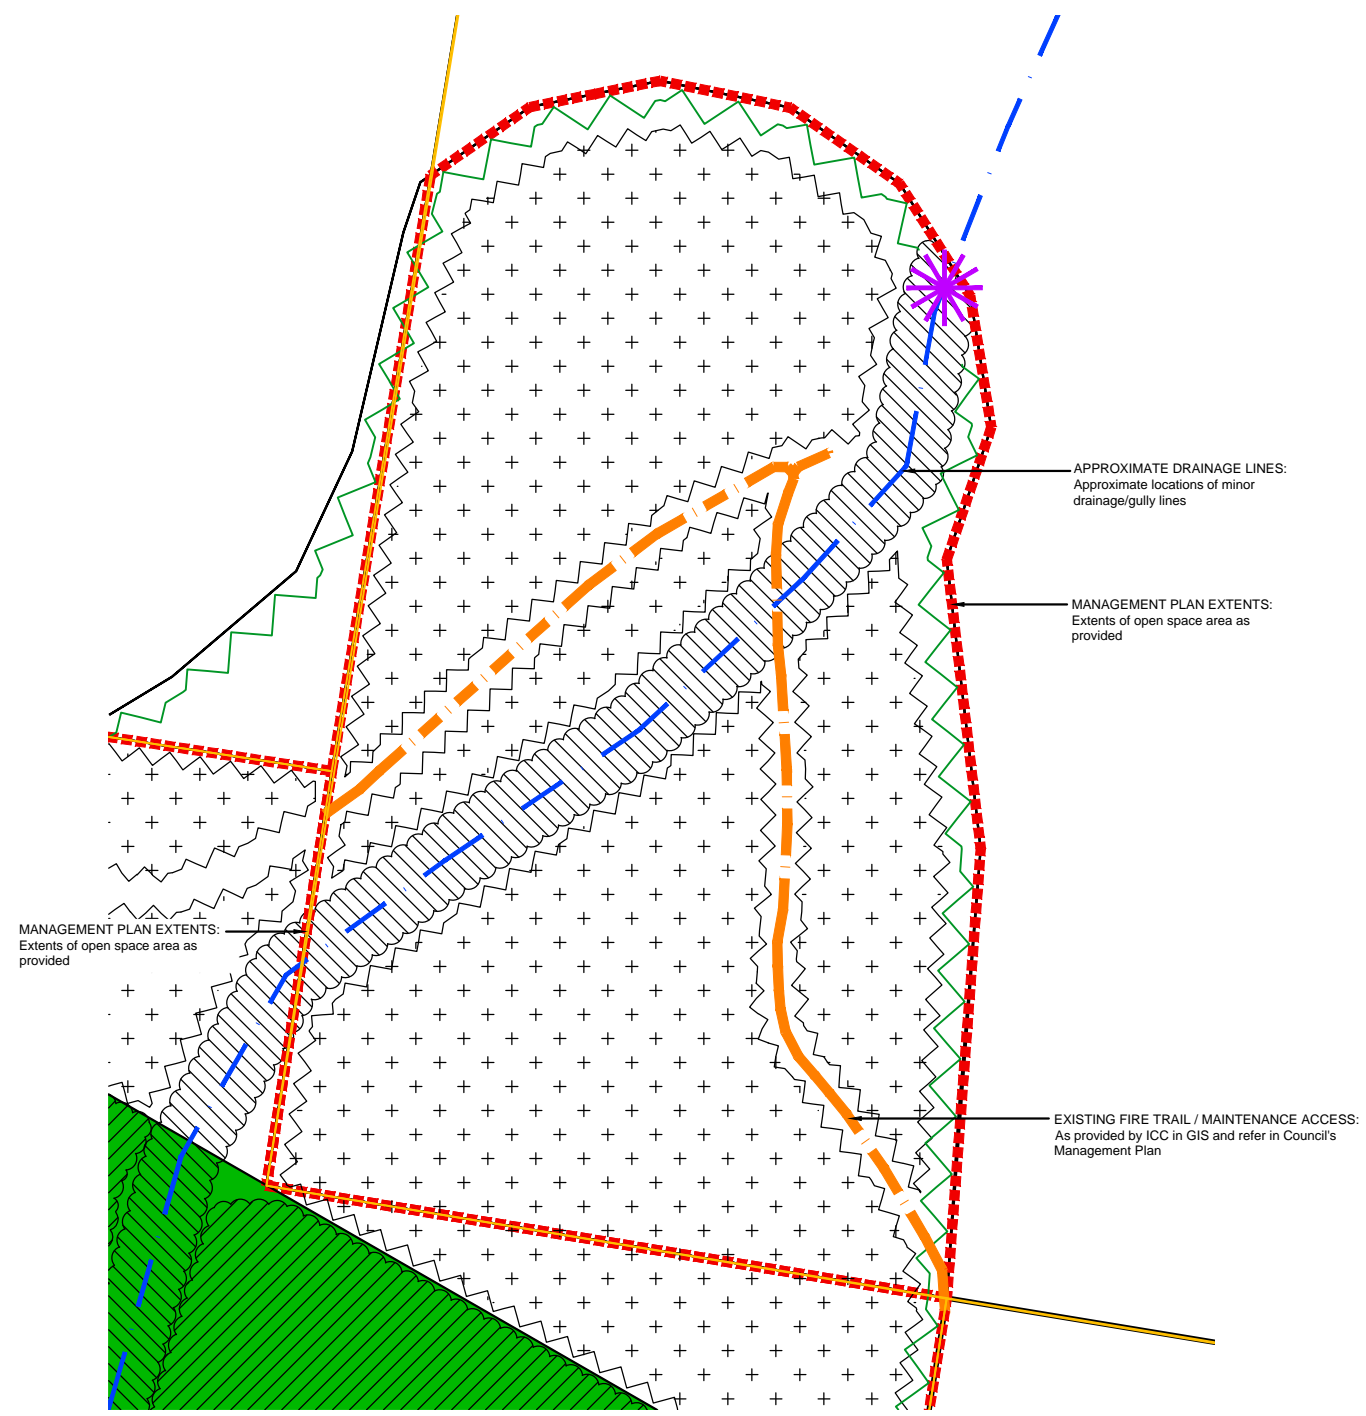 APPROXIMATE DRAINAGE LINES:
Approximate locations of minor
drainage/gully lines
MANAGEMENT PLAN EXTENTS:
Extents of open space area as
provided
MANAGEMENT PLAN EXTENTS:
Extents of open space area as
provided
EXISTING FIRE TRAIL / MAINTENANCE ACCESS:
As provided by ICC in GIS and refer in Council's
Management Plan